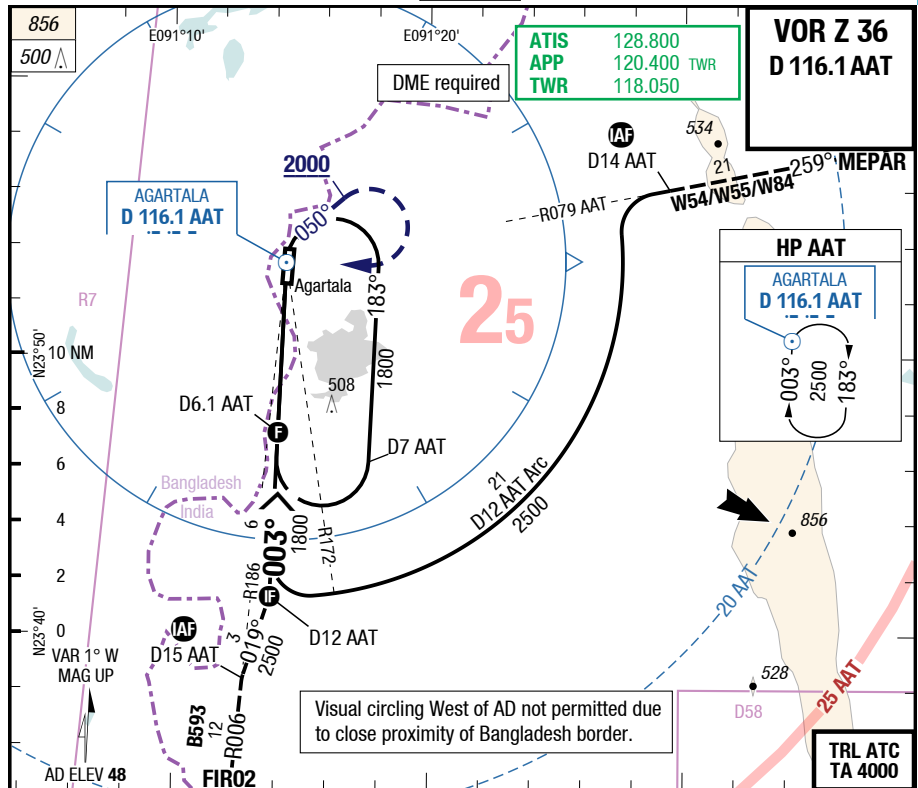 856
500
E091°10'
E091°20'
ATIS 128.800
APP 120.400 TWR
TWR 118.050
VOR Z 36
D 116.1 AAT
DME required
IAF
D14 AAT
534
21
259° MEPAR
W54/W55/W84
R079 AAT
2000
050°
AGARTALA
D 116.1 AAT
Agartala
183°
1800
R7
25
HP AAT
AGARTALA
D 116.1 AAT
003°
2500
183°
N23°50'
10 NM
8
6
4
2
0
N23°40'
508
D6.1 AAT
F
D7 AAT
Bangladesh
India
21
D12 AAT Arc
2500
856
9
003°
1800
R172
R186
IF
D12 AAT
20 AAT
IAF
D15 AAT
3
019°
2500
VAR 1° W
MAG UP
528
D58
25 AAT
Visual circling West of AD not permitted due
to close proximity of Bangladesh border.
B593
12
R006
FIR02
AD ELEV 48
TRL ATC
TA 4000